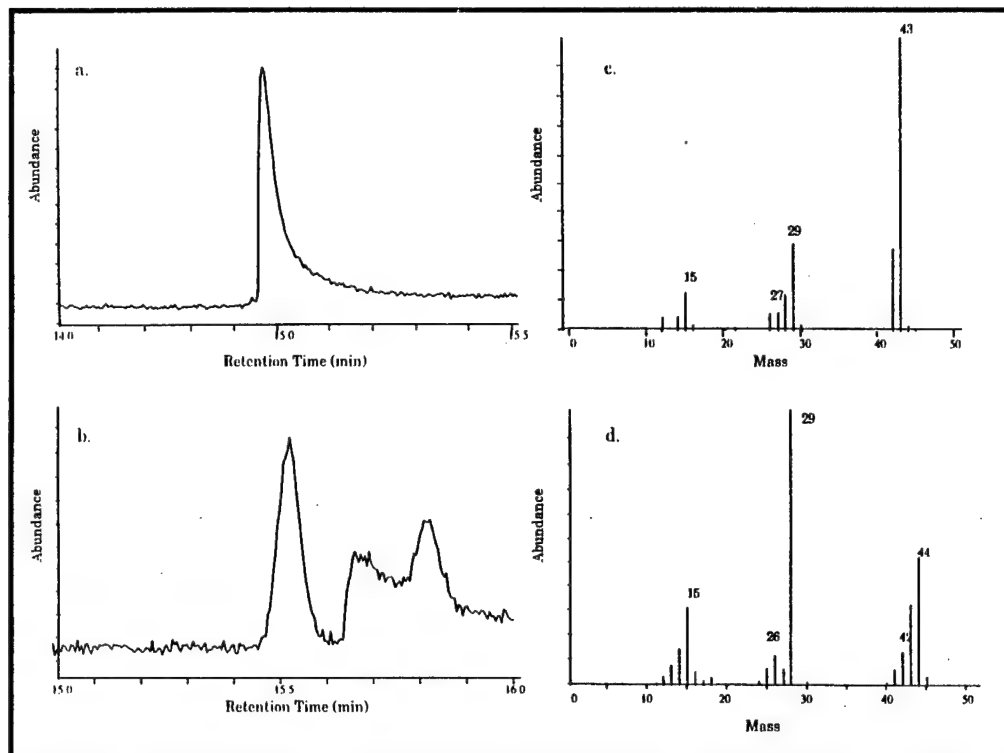 a.
Abundance
14.0 15.0 15.5
Retention Time (min)
c.
43
29
15
27
Abundance
0 10 20 30 40 50
Mass
b.
Abundance
15.0 15.5 16.0
Retention Time (min)
d.
29
44
15
26
Abundance
0 10 20 30 40 50
Mass